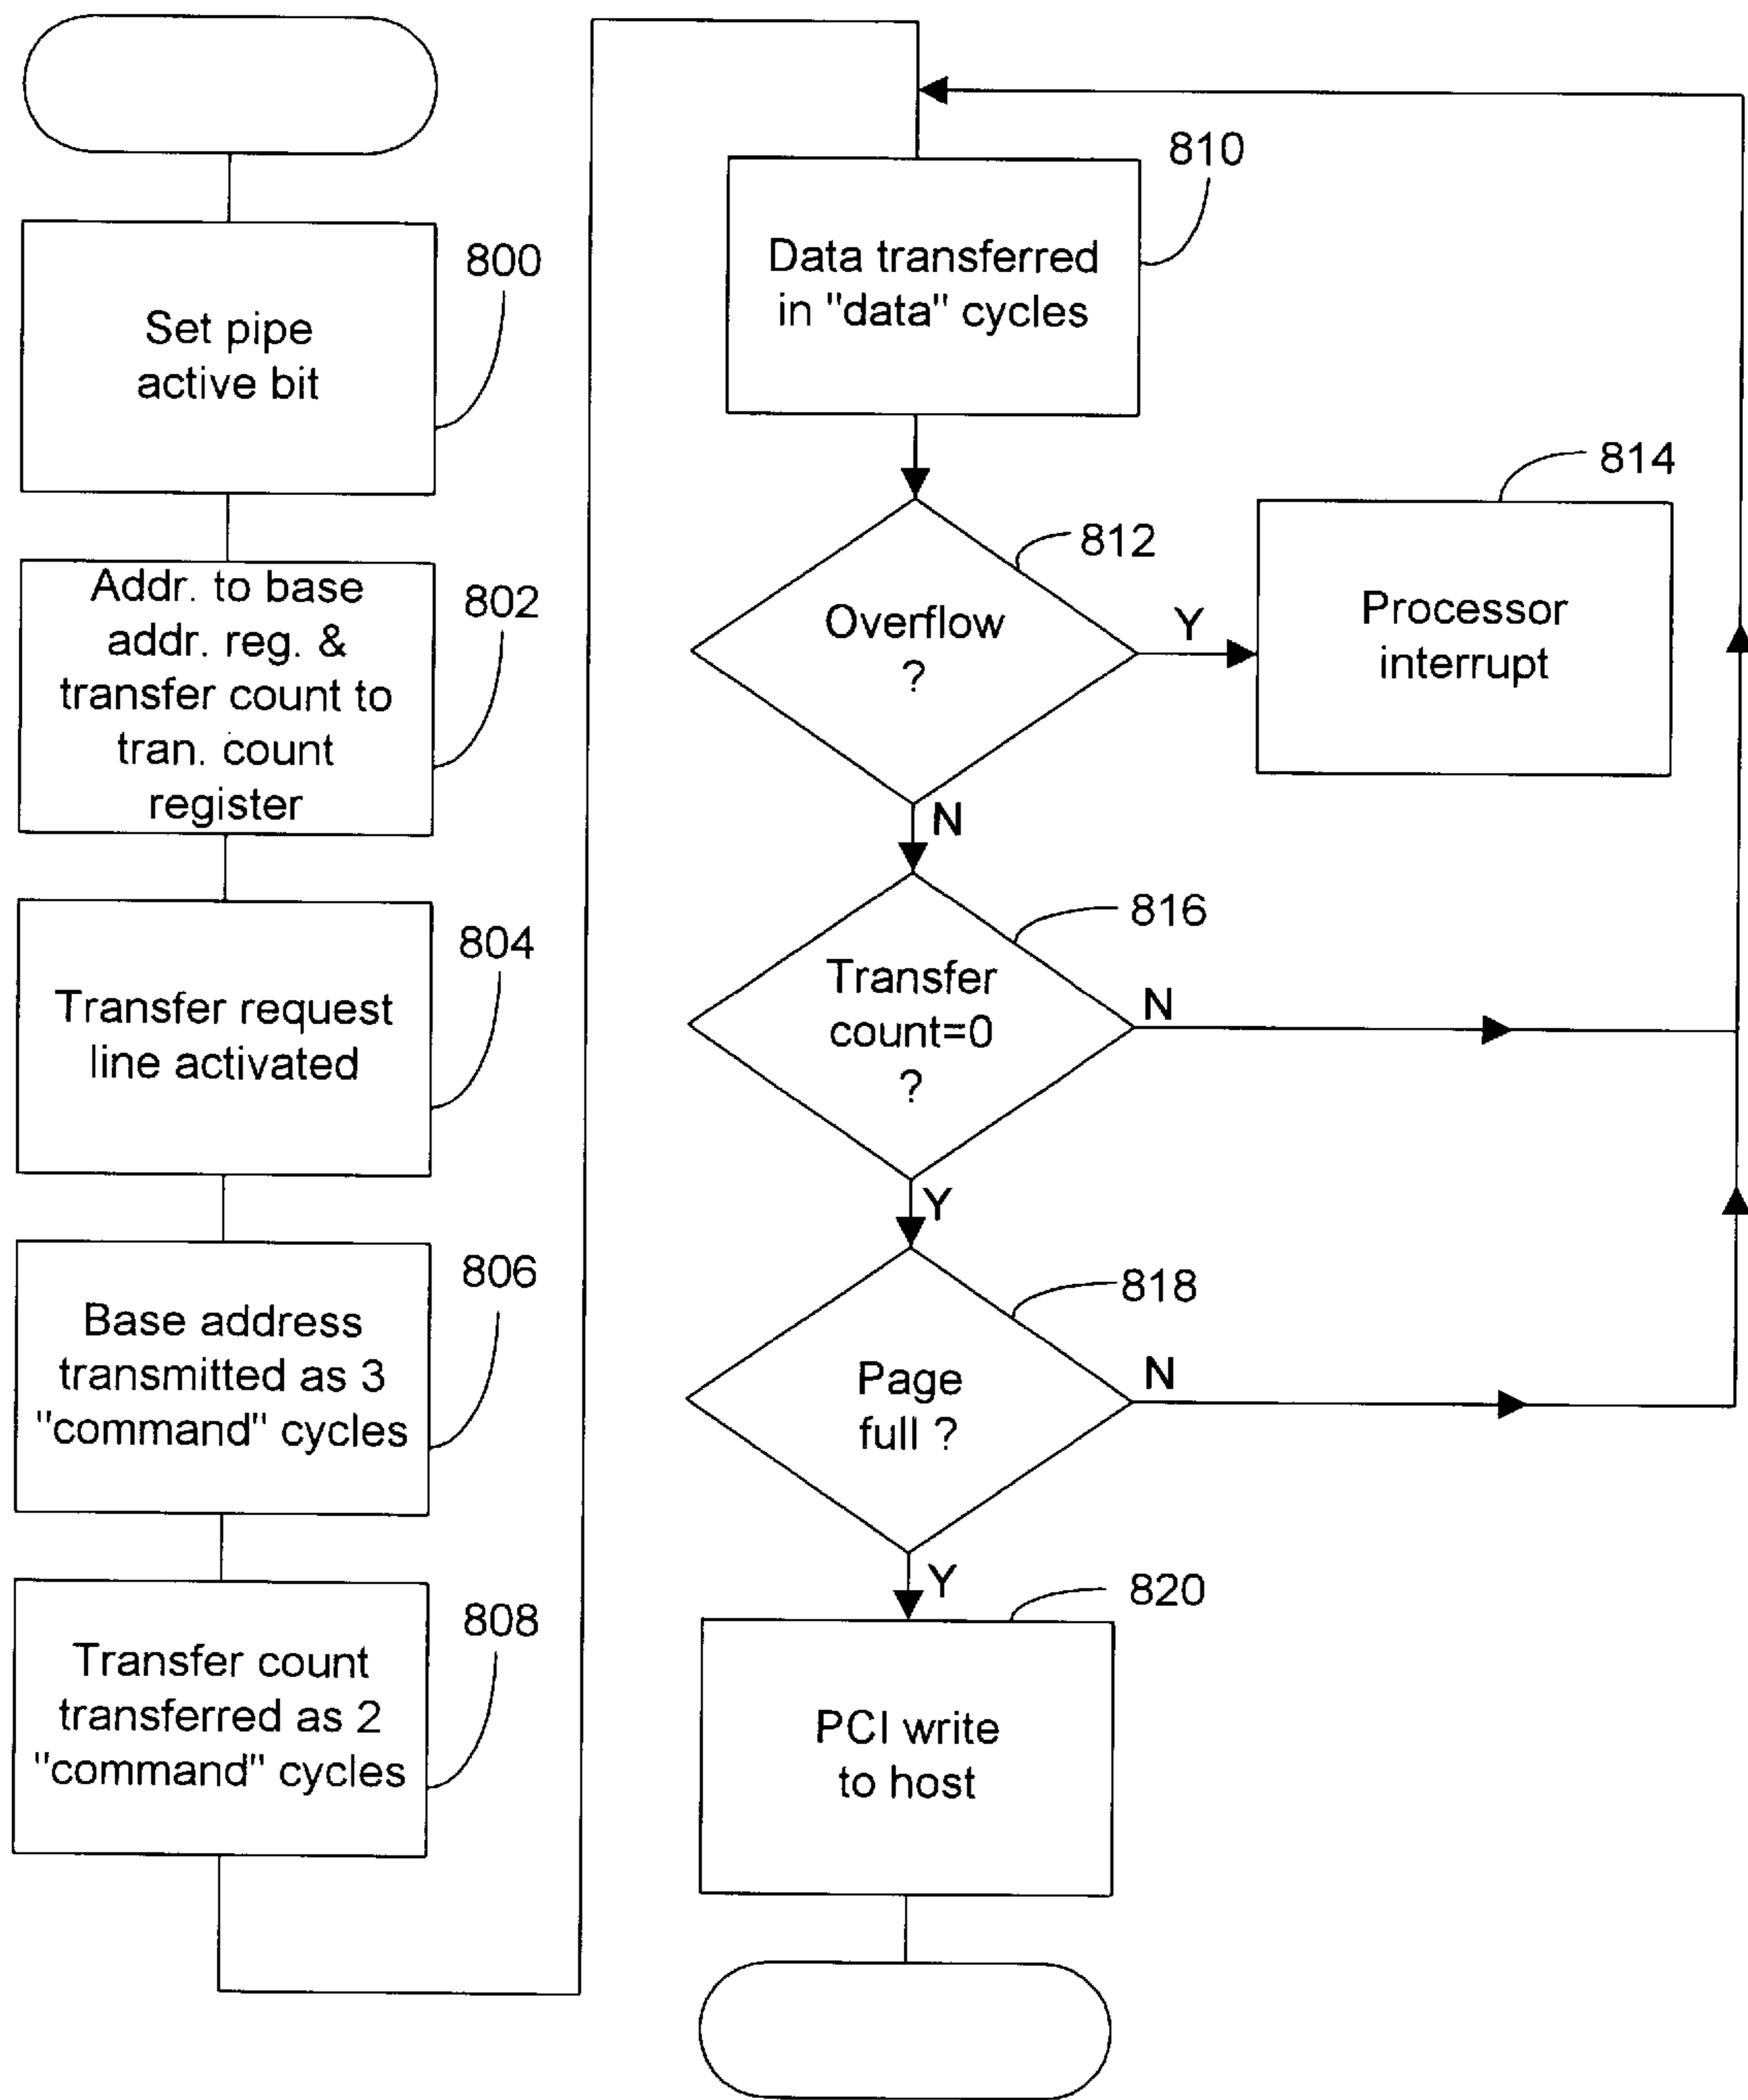 800
Set pipe
active bit
802
Addr. to base
addr. reg. &
transfer count to
tran. count
register
804
Transfer request
line activated
806
Base address
transmitted as 3
"command" cycles
808
Transfer count
transferred as 2
"command" cycles
810
Data transferred
in "data" cycles
812
Overflow
?
Y
N
814
Processor
interrupt
816
Transfer
count=0
?
N
Y
818
Page
full ?
N
Y
820
PCI write
to host